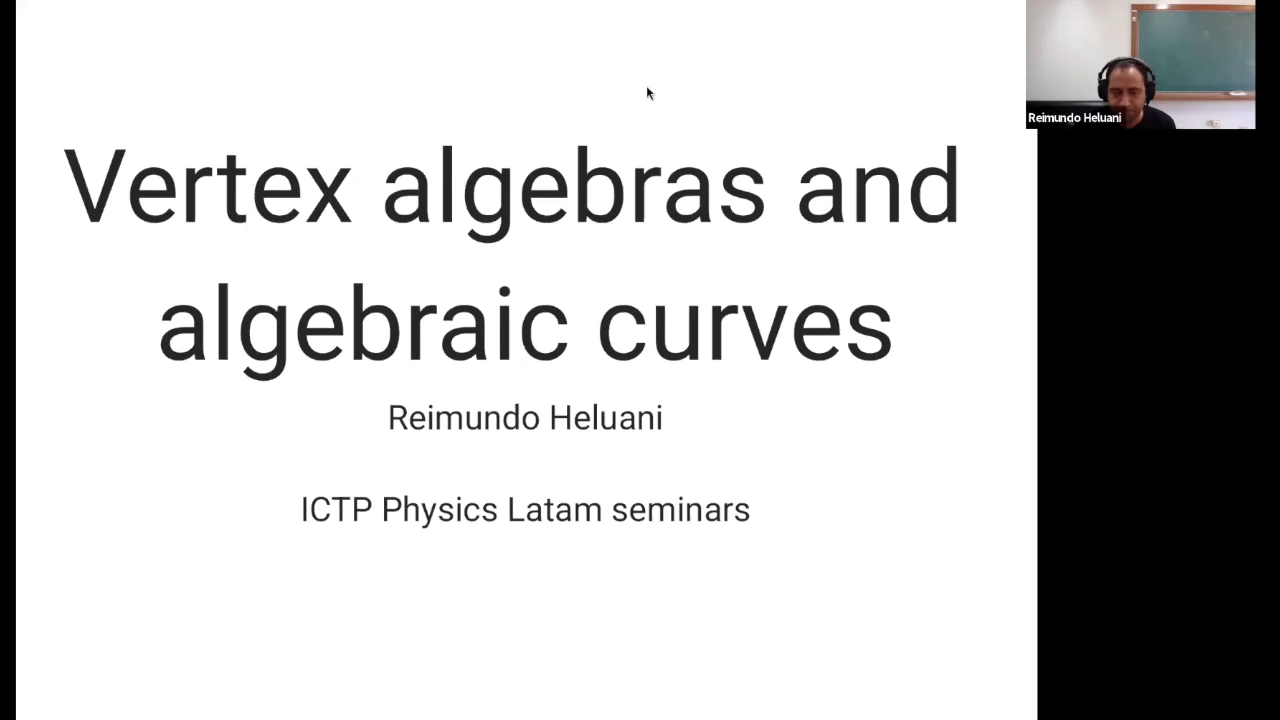 Vertex algebras and
algebraic curves
Reimundo Heluani
ICTP Physics Latam seminars
Reimundo Heluani